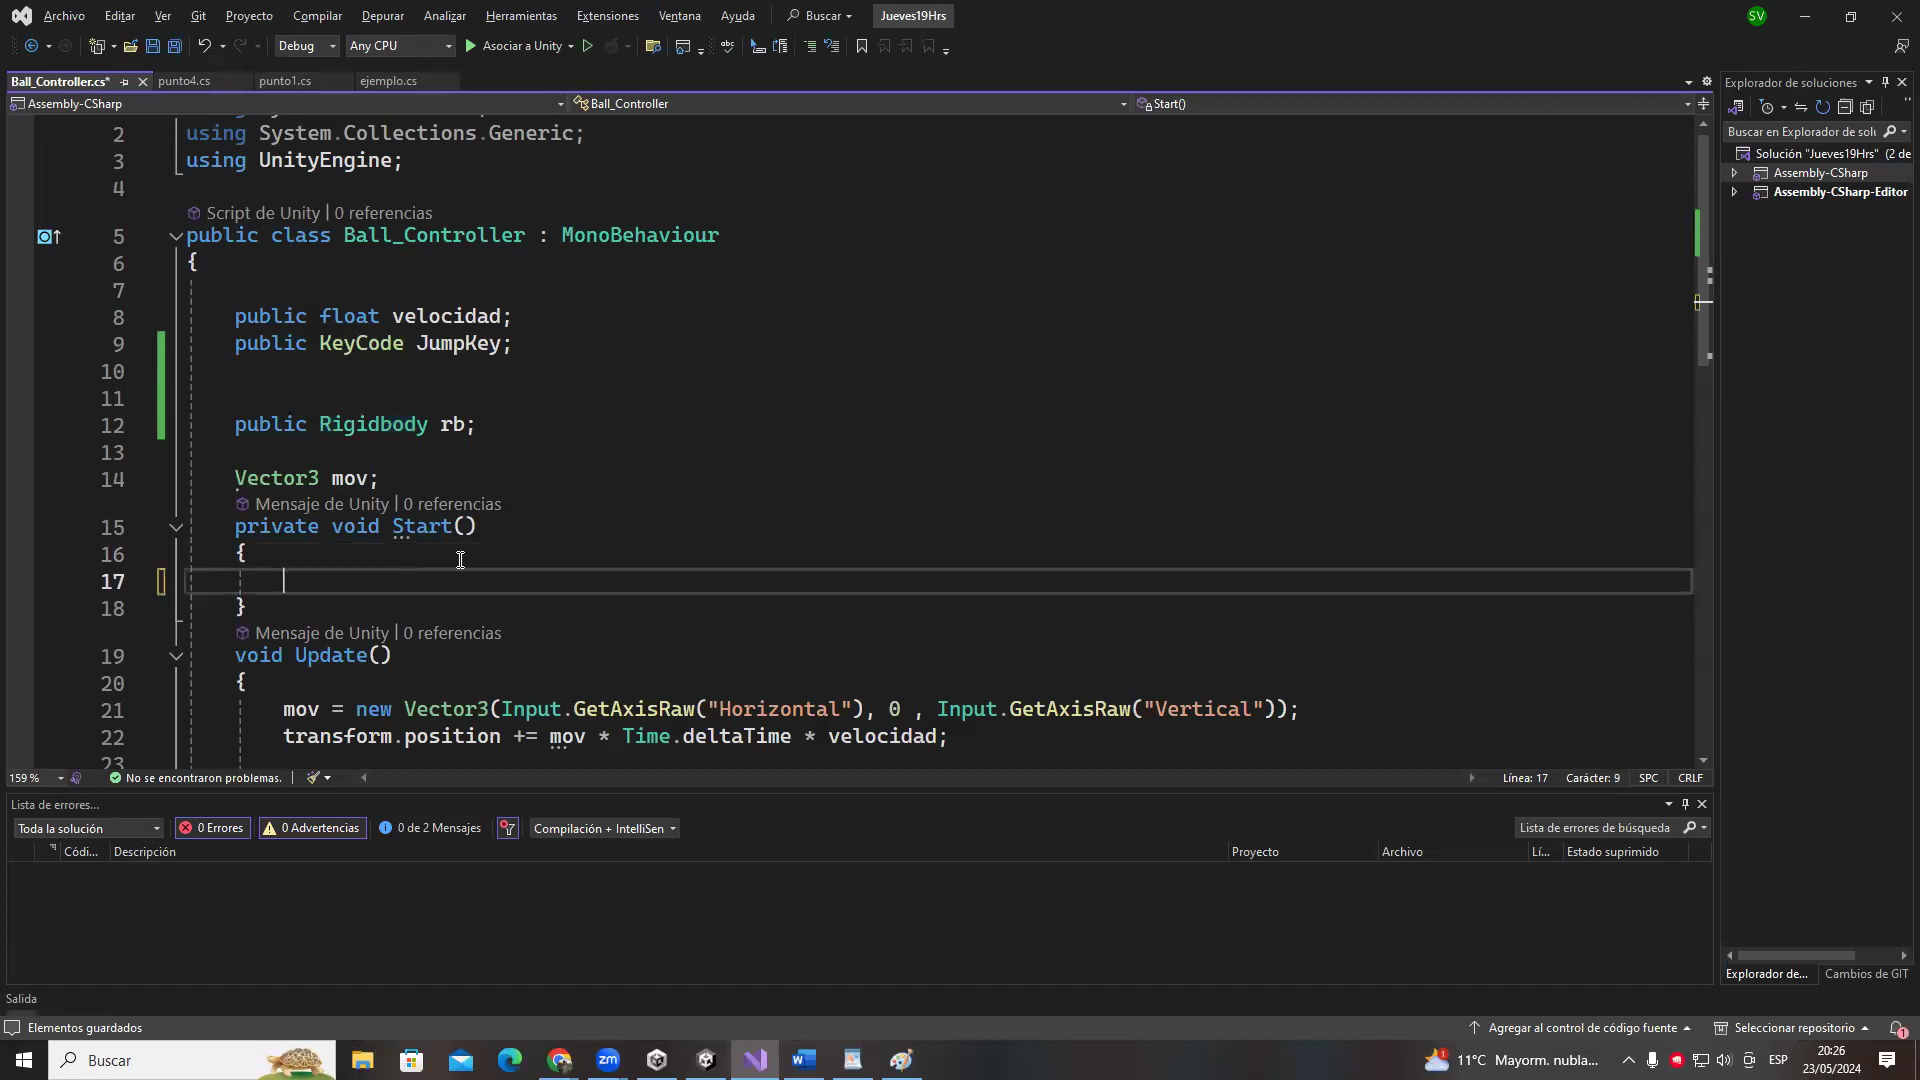 Archivo Editar Ver Git Proyecto Compilar Depurar Analizar Herramientas Extensiones Ventana Ayuda Buscar Jueves19Hrs SV
Debug Any CPU Asociar a Unity
Ball_Controller.cs* punto4.cs punto1.cs ejemplo.cs
Assembly-CSharp Ball_Controller Start()
2 using System.Collections.Generic;
3 using UnityEngine;
4
Script de Unity | 0 referencias
5 public class Ball_Controller : MonoBehaviour
6 {
7
8 public float velocidad;
9 public KeyCode JumpKey;
10
11
12 public Rigidbody rb;
13
14 Vector3 mov;
Mensaje de Unity | 0 referencias
15 private void Start()
16 {
17
18 }
Mensaje de Unity | 0 referencias
19 void Update()
20 {
21 mov = new Vector3(Input.GetAxisRaw("Horizontal"), 0 , Input.GetAxisRaw("Vertical"));
22 transform.position += mov * Time.deltaTime * velocidad;
23
159 % No se encontraron problemas. Línea: 17 Carácter: 9 SPC CRLF
Lista de errores...
Toda la solución 0 Errores 0 Advertencias 0 de 2 Mensajes Compilación + IntelliSen Lista de errores de búsqueda
Códi... Descripción Proyecto Archivo Lí... Estado suprimido
Salida
Elementos guardados Agregar al control de código fuente Seleccionar repositorio
Explorador de soluciones
Buscar en Explorador de solu
Solución "Jueves19Hrs" (2 de
Assembly-CSharp
Assembly-CSharp-Editor
Explorador de... Cambios de GIT
Buscar 11°C Mayorm. nubla... ESP 20:26
23/05/2024